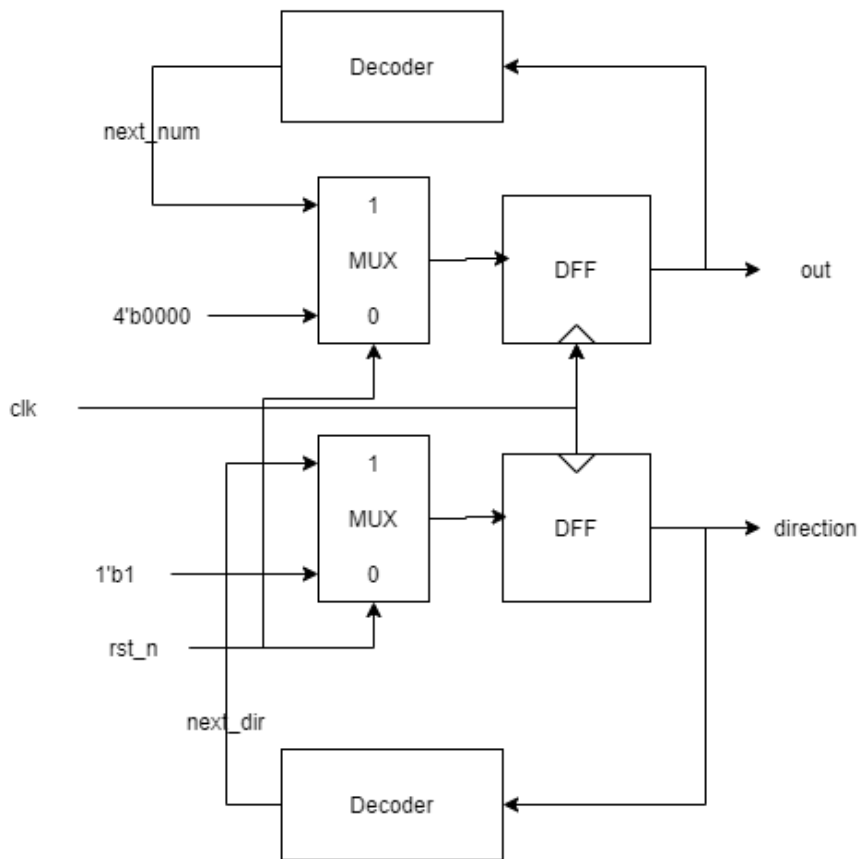 Decoder
next_num
1
MUX
DFF
out
4'b0000
0
clk
1
MUX
DFF
direction
1'b1
0
rst_n
next_dir
Decoder